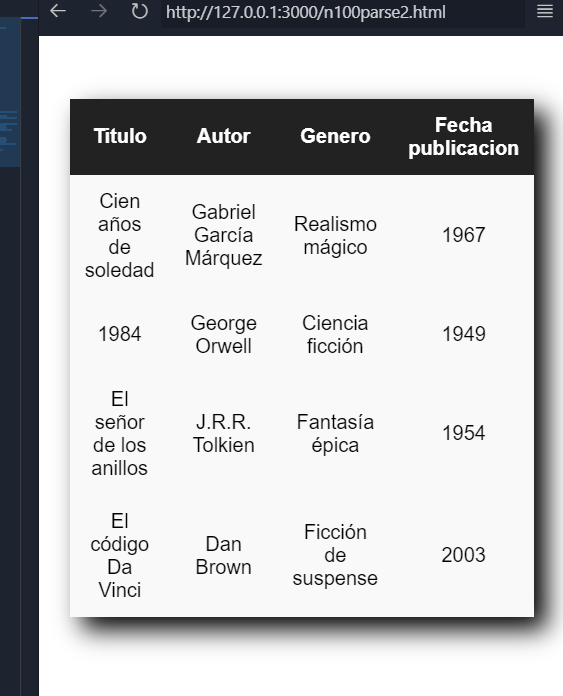 http://127.0.0.1:3000/n100parse2.html
Titulo Autor Genero Fecha publicacion
Cien años de soledad Gabriel García Márquez Realismo mágico 1967
1984 George Orwell Ciencia ficción 1949
El señor de los anillos J.R.R. Tolkien Fantasía épica 1954
El código Da Vinci Dan Brown Ficción de suspense 2003